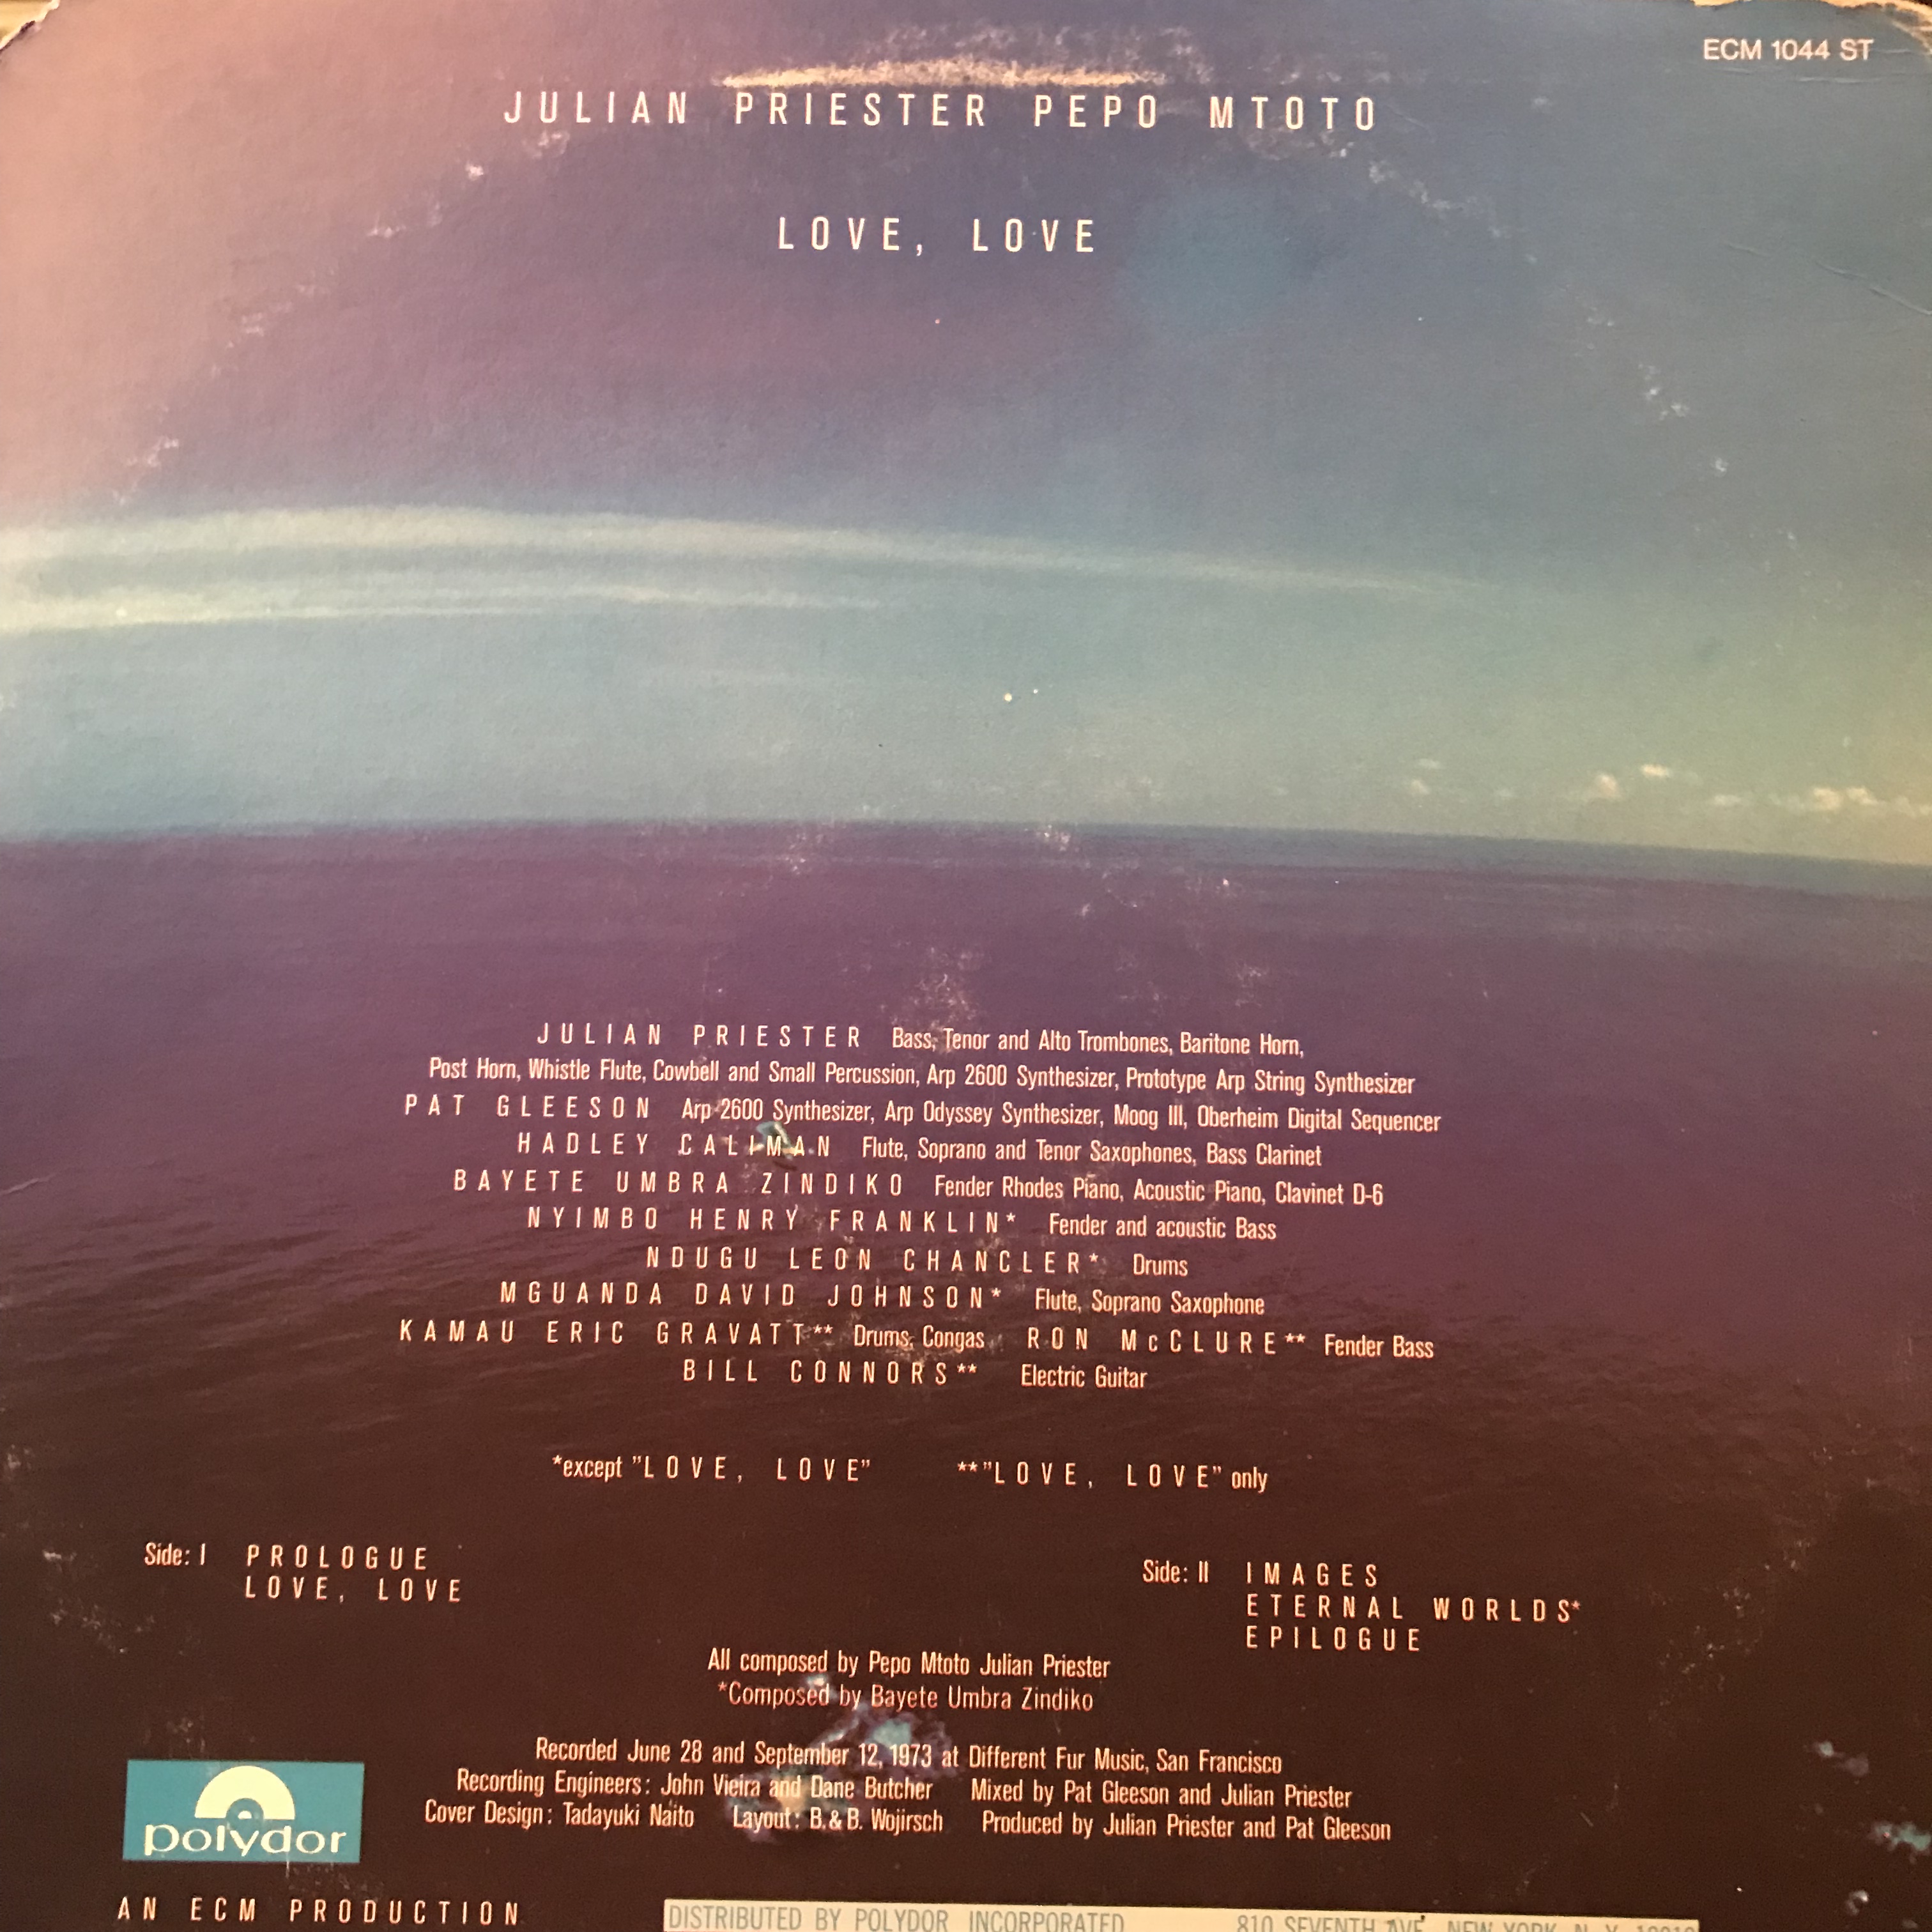 ECM 1044 ST
JULIAN PRIESTER PEPO MTOTO
LOVE, LOVE
JULIAN PRIESTER Bass, Tenor and Alto Trombones, Baritone Horn,
Post Horn, Whistle Flute, Cowbell and Small Percussion, Arp 2600 Synthesizer, Prototype Arp String Synthesizer
PAT GLEESON Arp 2600 Synthesizer, Arp Odyssey Synthesizer, Moog III, Oberheim Digital Sequencer
HADLEY CALIMAN Flute, Soprano and Tenor Saxophones, Bass Clarinet
BAYETE UMBRA ZINDIKO Fender Rhodes Piano, Acoustic Piano, Clavinet D-6
NYIMBO HENRY FRANKLIN* Fender and acoustic Bass
NDUGU LEON CHANCLER* Drums
MGUANDA DAVID JOHNSON* Flute, Soprano Saxophone
KAMAU ERIC GRAVATT** Drums, Congas RON McCLURE** Fender Bass
BILL CONNORS** Electric Guitar
*except "LOVE, LOVE" **"LOVE, LOVE" only
Side: I PROLOGUE
LOVE, LOVE
Side: II IMAGES
ETERNAL WORLDS*
EPILOGUE
All composed by Pepo Mtoto Julian Priester
*Composed by Bayete Umbra Zindiko
Recorded June 28 and September 12, 1973 at Different Fur Music, San Francisco
Recording Engineers: John Vieira and Dane Butcher Mixed by Pat Gleeson and Julian Priester
Cover Design: Tadayuki Naito Layout: B. & B. Wojirsch Produced by Julian Priester and Pat Gleeson
polydor
AN ECM PRODUCTION
DISTRIBUTED BY POLYDOR INCORPORATED 810 SEVENTH AVE. NEW YORK, N. Y.